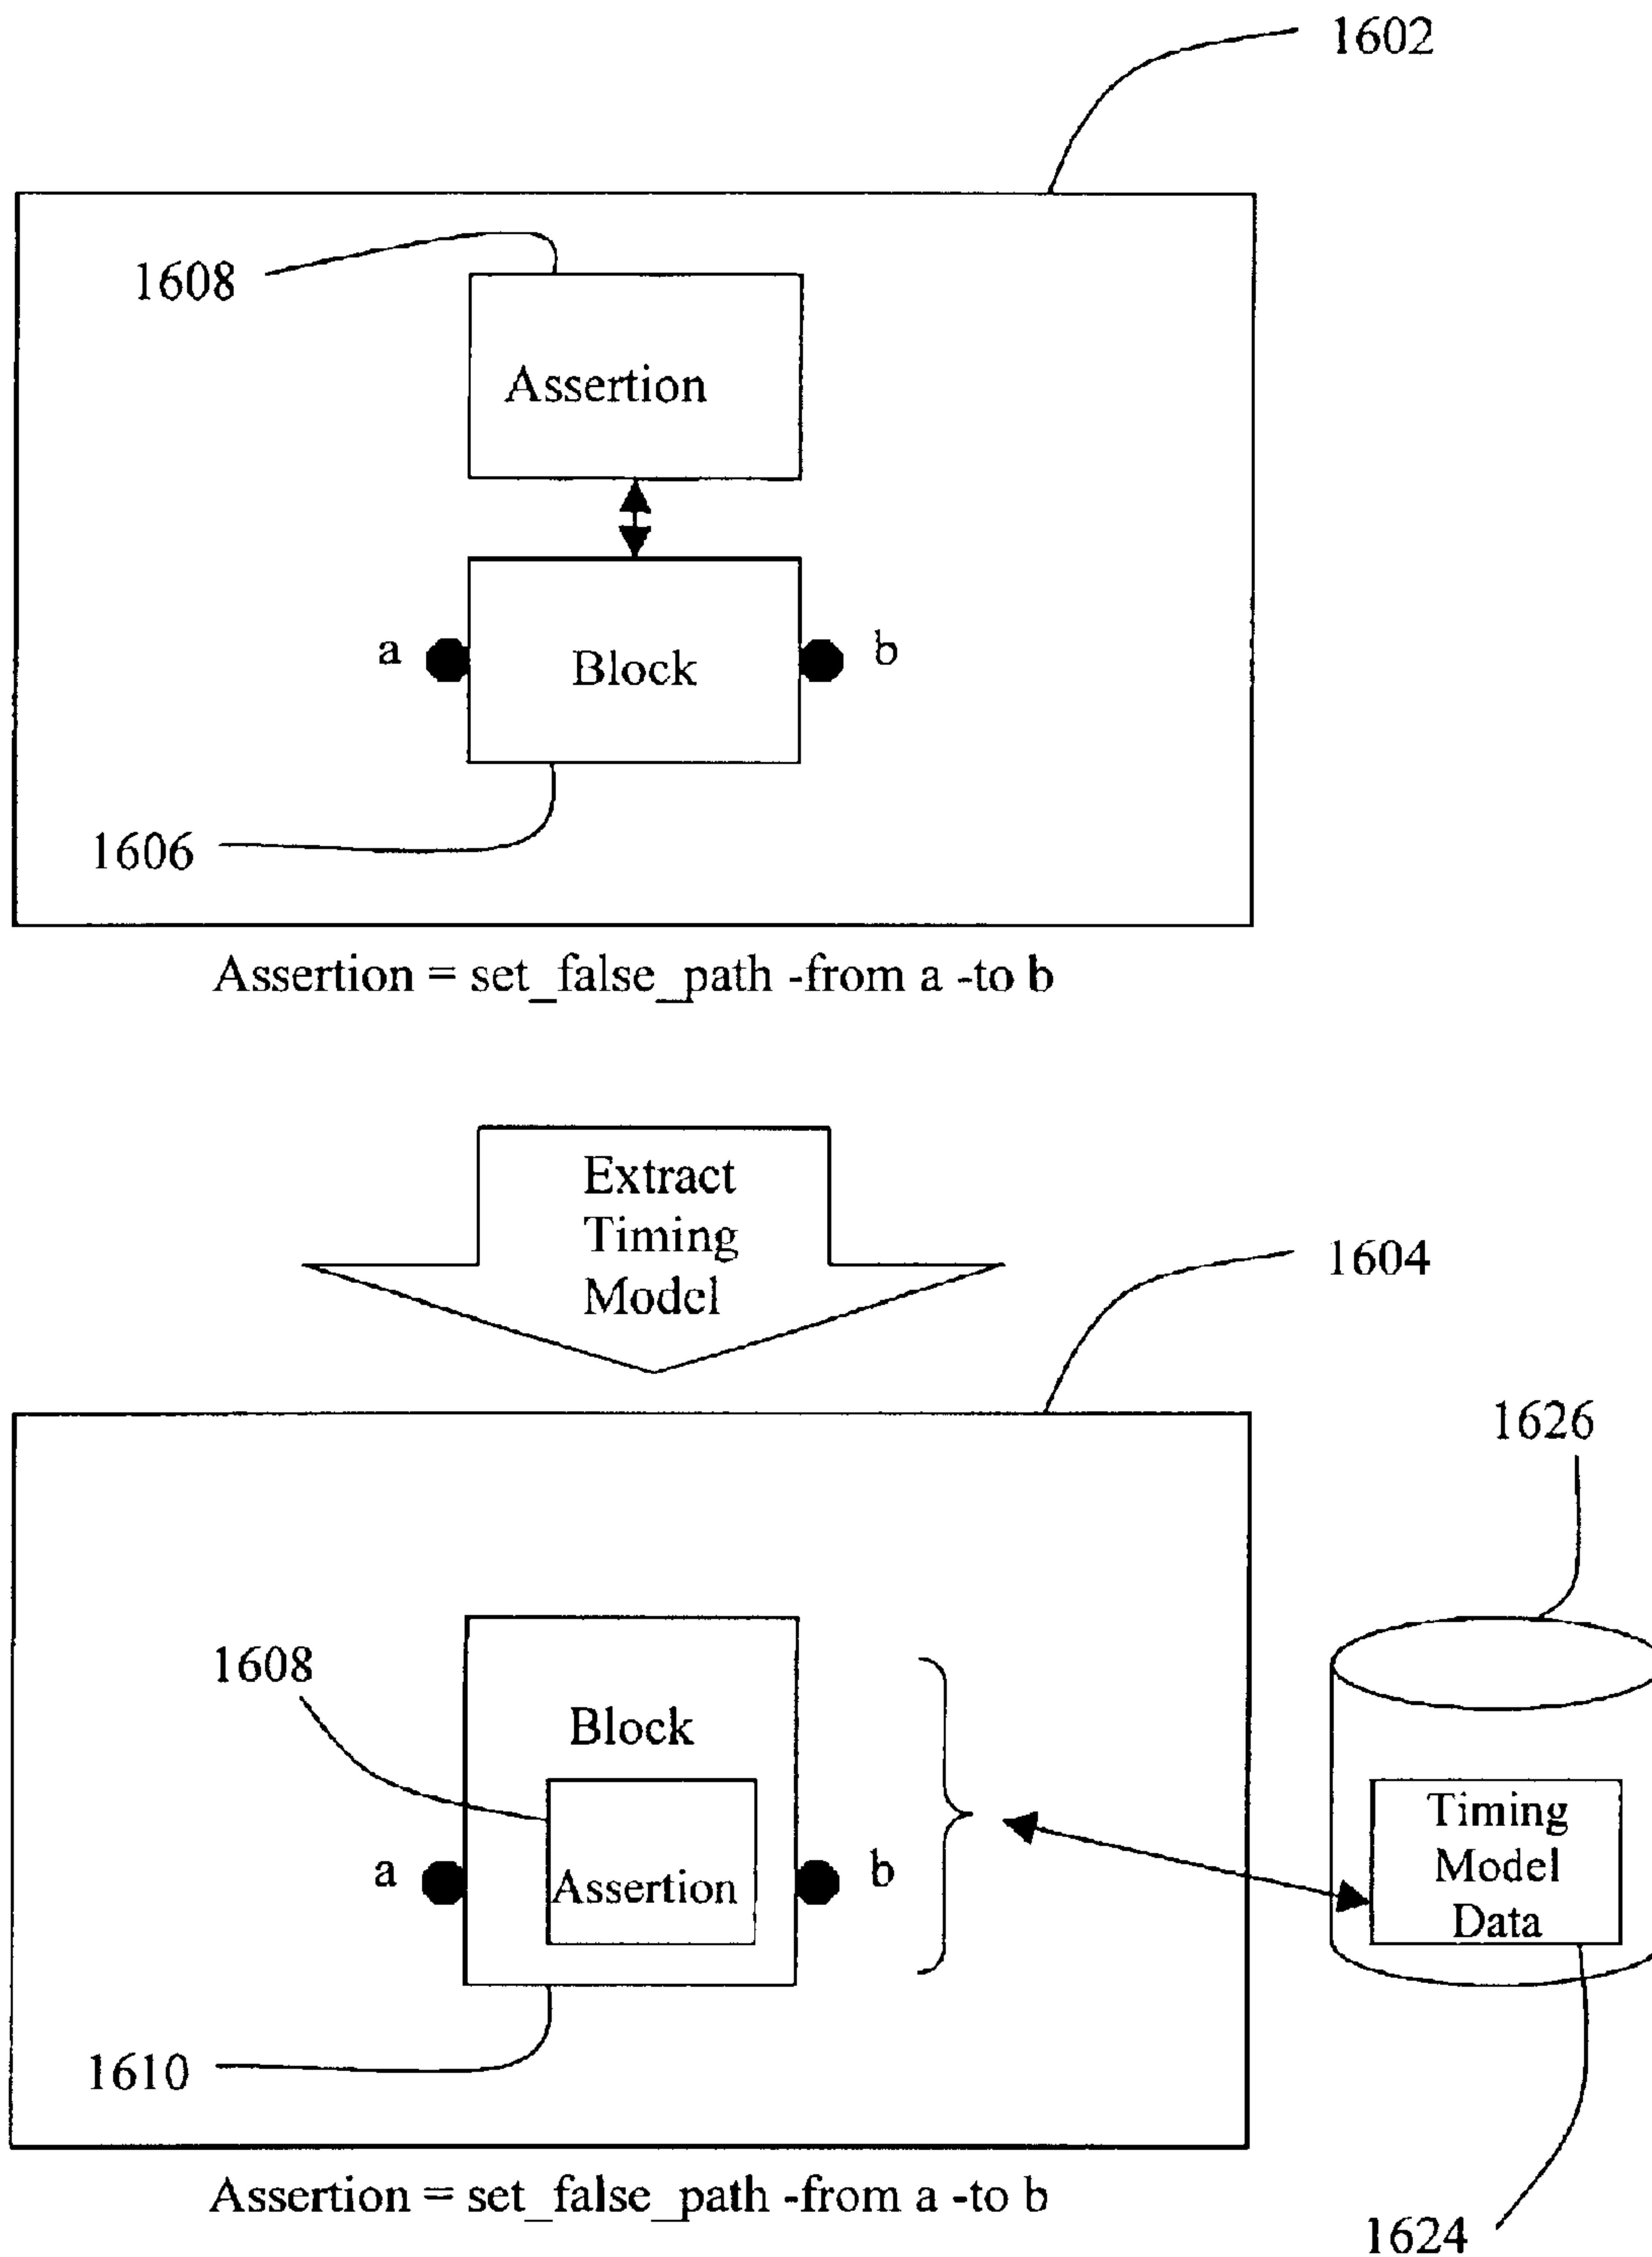 1602
1608
Assertion
a
Block
b
1606
Assertion = set_false_path -from a -to b
Extract
Timing
Model
1604
1626
1608
Block
Timing
Model
Data
a
Assertion
b
1610
Assertion = set_false_path -from a -to b
1624